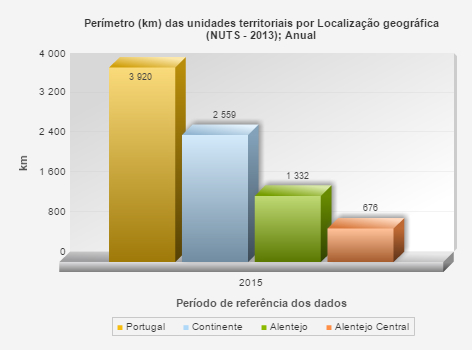 Perímetro (km) das unidades territoriais por Localização geográfica
(NUTS - 2013); Anual
km
4 000
3 200
2 400
1 600
800
0
3 920
2 559
1 332
676
2015
Período de referência dos dados
Portugal Continente Alentejo Alentejo Central